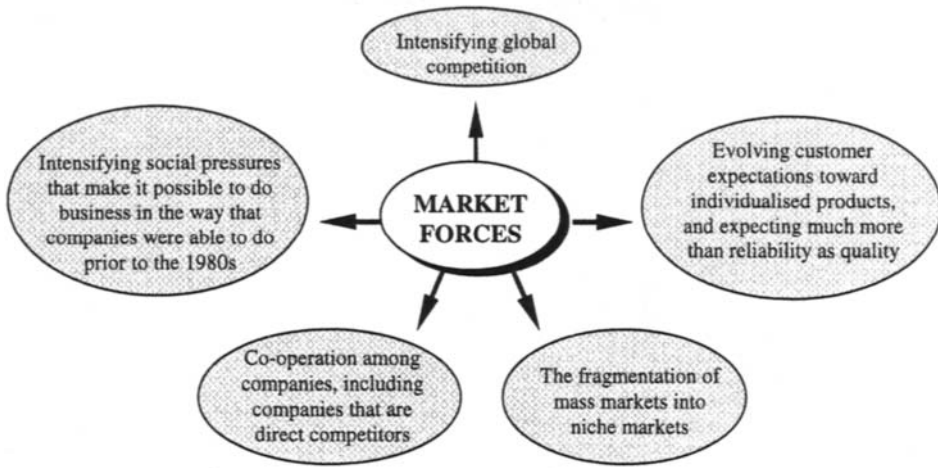 Intensifying global
competition
Intensifying social pressures
that make it possible to do
business in the way that
companies were able to do
prior to the 1980s
MARKET
FORCES
Evolving customer
expectations toward
individualised products,
and expecting much more
than reliability as quality
Co-operation among
companies, including
companies that are
direct competitors
The fragmentation of
mass markets into
niche markets